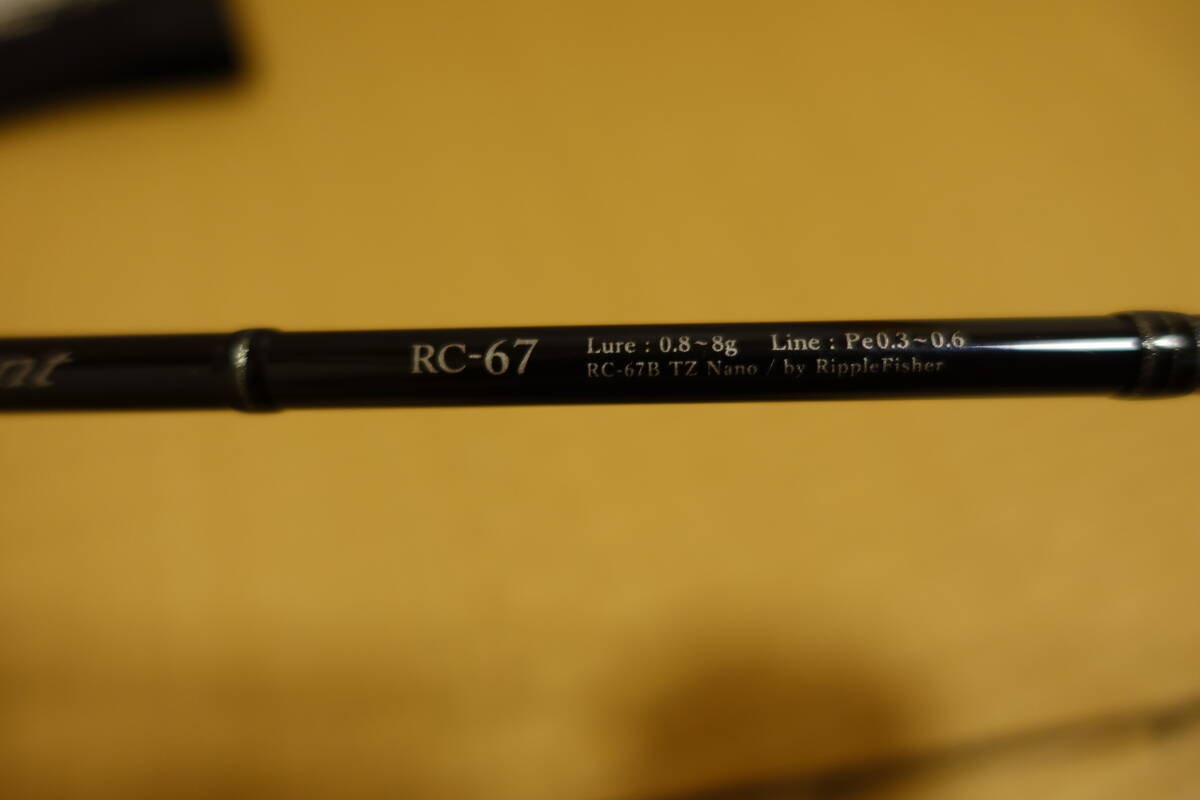 RC-67
Lure : 0.8~8g Line : Pe0.3~0.6
RC-67B TZ Nano / by RippleFisher